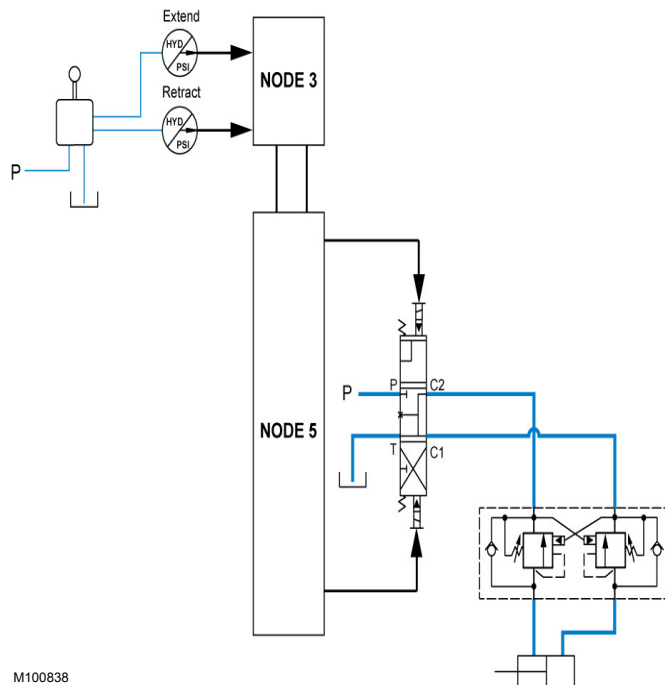 Extend
HYD
PSI
NODE 3
Retract
HYD
PSI
P
NODE 5
P
P
C2
T
C1
M100838